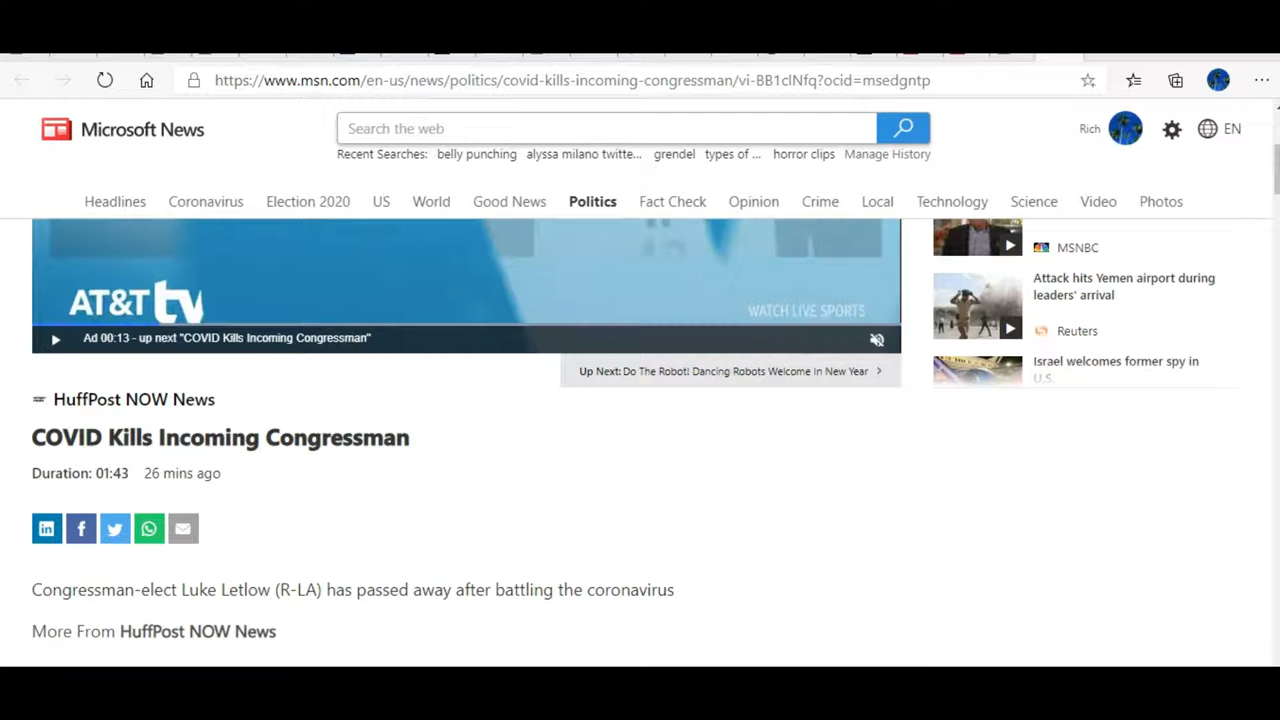 https://www.msn.com/en-us/news/politics/covid-kills-incoming-congressman/vi-BB1clNfq?ocid=msedgntp
Microsoft News
Search the web
Rich
EN
Recent Searches: belly punching alyssa milano twitte... grendel types of ... horror clips Manage History
Headlines Coronavirus Election 2020 US World Good News Politics Fact Check Opinion Crime Local Technology Science Video Photos
MSNBC
Attack hits Yemen airport during
leaders' arrival
Reuters
Israel welcomes former spy in
U.S.
AT&T tv
WATCH LIVE SPORTS
Ad 00:13 - up next "COVID Kills Incoming Congressman"
Up Next: Do The Robot! Dancing Robots Welcome In New Year
HuffPost NOW News
COVID Kills Incoming Congressman
Duration: 01:43 26 mins ago
Congressman-elect Luke Letlow (R-LA) has passed away after battling the coronavirus
More From HuffPost NOW News